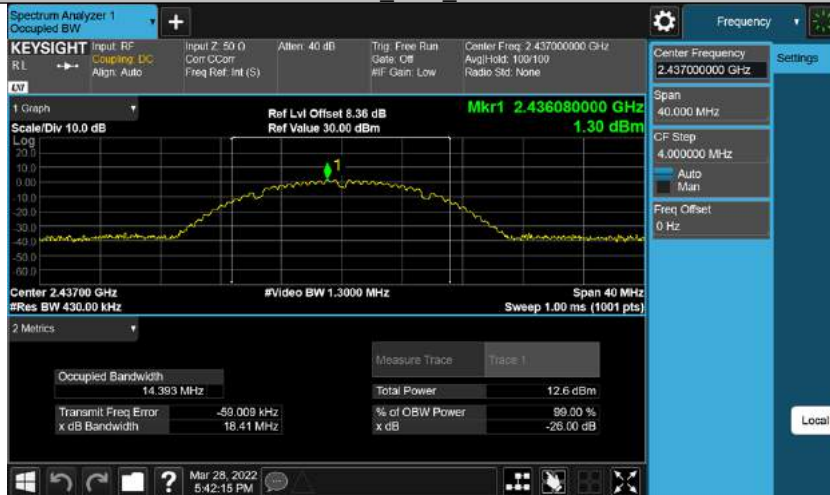 Spectrum Analyzer 1
Occupied BW
+
Frequency
KEYSIGHT
RL
LXI
Input: RF
Coupling: DC
Align: Auto
Input Z: 50 Ω
Corr CCorr
Freq Ref: Int (S)
Atten: 40 dB
Trig: Free Run
Gate: Off
#IF Gain: Low
Center Freq: 2.437000000 GHz
Avg|Hold: 100/100
Radio Std: None
Center Frequency
2.437000000 GHz
Settings
Span
40.000 MHz
CF Step
4.000000 MHz
Auto
Man
Freq Offset
0 Hz
Local
1 Graph
Scale/Div 10.0 dB
Ref Lvl Offset 8.36 dB
Ref Value 30.00 dBm
Mkr1 2.436080000 GHz
1.30 dBm
Log
20.0
10.0
0.00
-10.0
-20.0
-30.0
-40.0
-50.0
-60.0
1
Center 2.43700 GHz
#Res BW 430.00 kHz
#Video BW 1.3000 MHz
Span 40 MHz
Sweep 1.00 ms (1001 pts)
2 Metrics
Measure Trace Trace 1
Occupied Bandwidth
14.393 MHz
Total Power 12.6 dBm
Transmit Freq Error -59.009 kHz
% of OBW Power 99.00 %
x dB Bandwidth 18.41 MHz
x dB -26.00 dB
?
Mar 28, 2022
5:42:15 PM